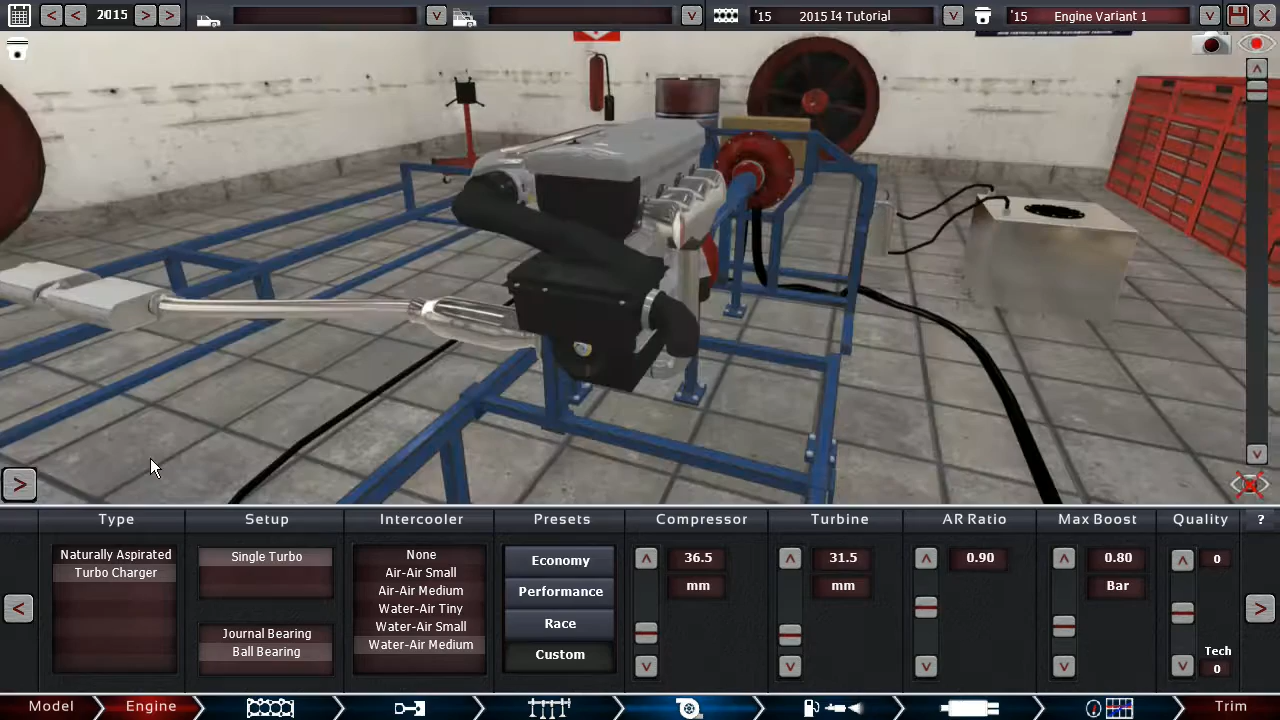 2015
'15 2015 I4 Tutorial
'15 Engine Variant 1
Type
Setup
Intercooler
Presets
Compressor
Turbine
AR Ratio
Max Boost
Quality
?
Naturally Aspirated
Turbo Charger
Single Turbo
Journal Bearing
Ball Bearing
None
Air-Air Small
Air-Air Medium
Water-Air Tiny
Water-Air Small
Water-Air Medium
Economy
Performance
Race
Custom
36.5
mm
31.5
mm
0.90
0.80
Bar
0
Tech
0
Model
Engine
Trim